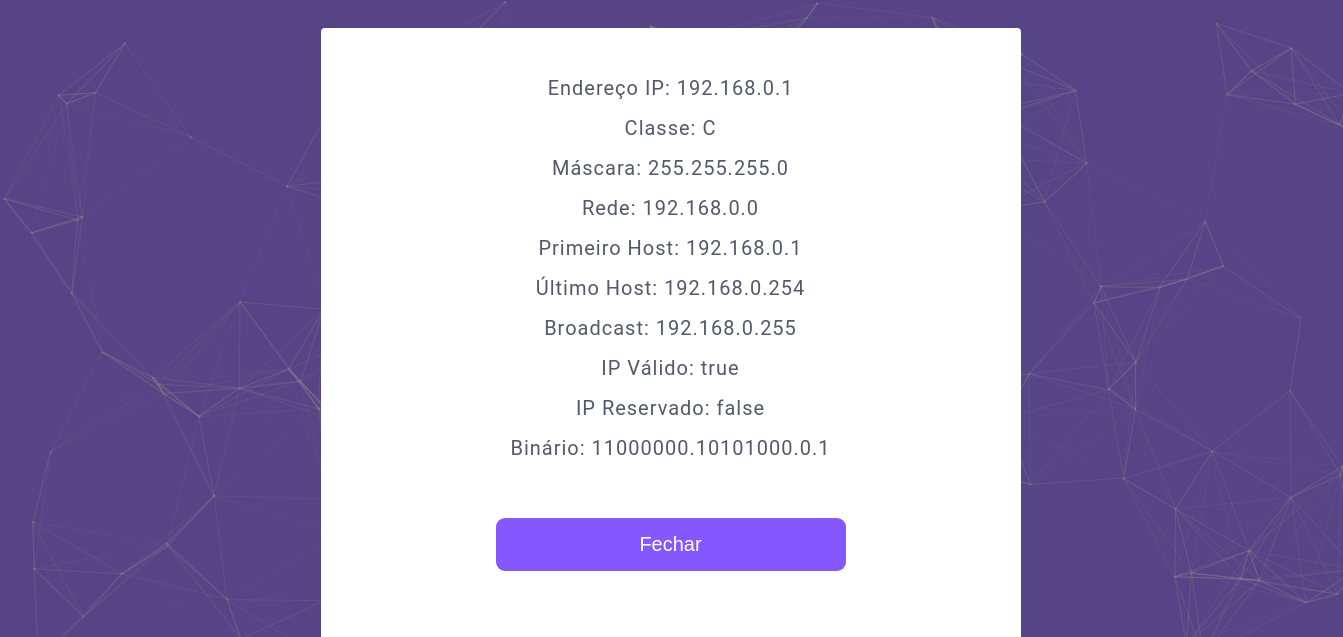 Endereço IP: 192.168.0.1
Classe: C
Máscara: 255.255.255.0
Rede: 192.168.0.0
Primeiro Host: 192.168.0.1
Último Host: 192.168.0.254
Broadcast: 192.168.0.255
IP Válido: true
IP Reservado: false
Binário: 11000000.10101000.0.1
Fechar